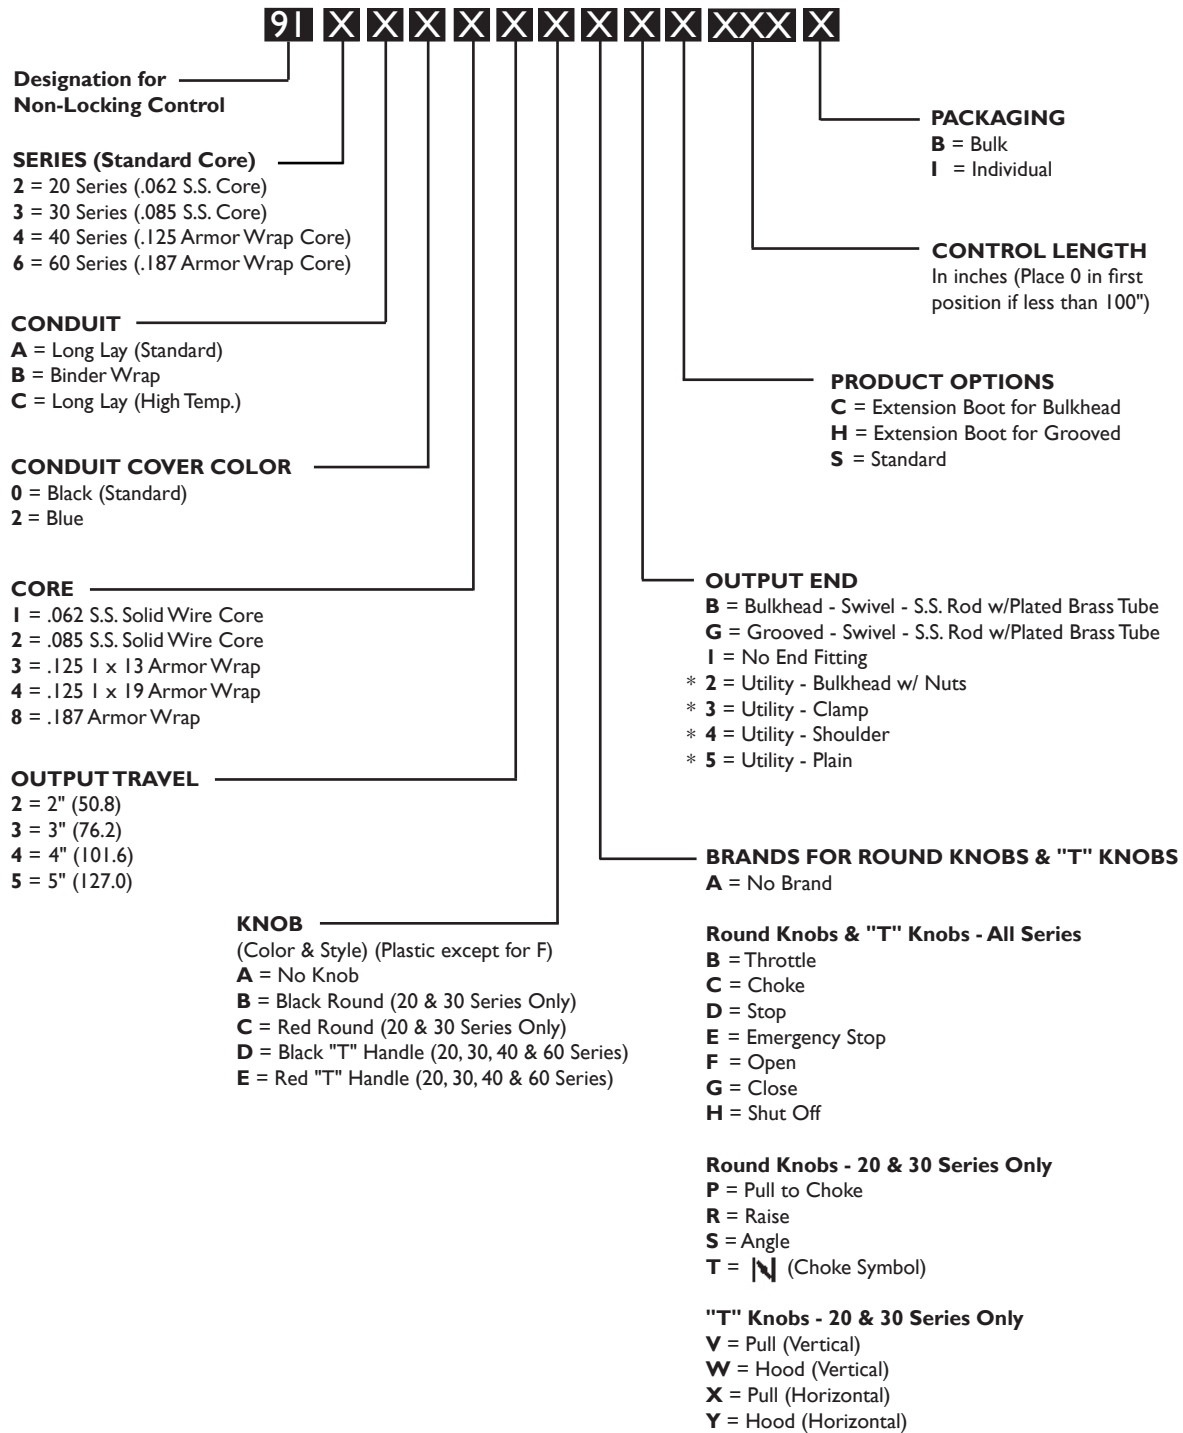 91 X X X X X X X X X XXX X
Designation for
Non-Locking Control
SERIES (Standard Core)
2 = 20 Series (.062 S.S. Core)
3 = 30 Series (.085 S.S. Core)
4 = 40 Series (.125 Armor Wrap Core)
6 = 60 Series (.187 Armor Wrap Core)
CONDUIT
A = Long Lay (Standard)
B = Binder Wrap
C = Long Lay (High Temp.)
CONDUIT COVER COLOR
0 = Black (Standard)
2 = Blue
CORE
1 = .062 S.S. Solid Wire Core
2 = .085 S.S. Solid Wire Core
3 = .125 1 x 13 Armor Wrap
4 = .125 1 x 19 Armor Wrap
8 = .187 Armor Wrap
OUTPUT TRAVEL
2 = 2" (50.8)
3 = 3" (76.2)
4 = 4" (101.6)
5 = 5" (127.0)
KNOB
(Color & Style) (Plastic except for F)
A = No Knob
B = Black Round (20 & 30 Series Only)
C = Red Round (20 & 30 Series Only)
D = Black "T" Handle (20, 30, 40 & 60 Series)
E = Red "T" Handle (20, 30, 40 & 60 Series)
PACKAGING
B = Bulk
I = Individual
CONTROL LENGTH
In inches (Place 0 in first
position if less than 100")
PRODUCT OPTIONS
C = Extension Boot for Bulkhead
H = Extension Boot for Grooved
S = Standard
OUTPUT END
B = Bulkhead - Swivel - S.S. Rod w/Plated Brass Tube
G = Grooved - Swivel - S.S. Rod w/Plated Brass Tube
1 = No End Fitting
* 2 = Utility - Bulkhead w/ Nuts
* 3 = Utility - Clamp
* 4 = Utility - Shoulder
* 5 = Utility - Plain
BRANDS FOR ROUND KNOBS & "T" KNOBS
A = No Brand
Round Knobs & "T" Knobs - All Series
B = Throttle
C = Choke
D = Stop
E = Emergency Stop
F = Open
G = Close
H = Shut Off
Round Knobs - 20 & 30 Series Only
P = Pull to Choke
R = Raise
S = Angle
T = (Choke Symbol)
"T" Knobs - 20 & 30 Series Only
V = Pull (Vertical)
W = Hood (Vertical)
X = Pull (Horizontal)
Y = Hood (Horizontal)